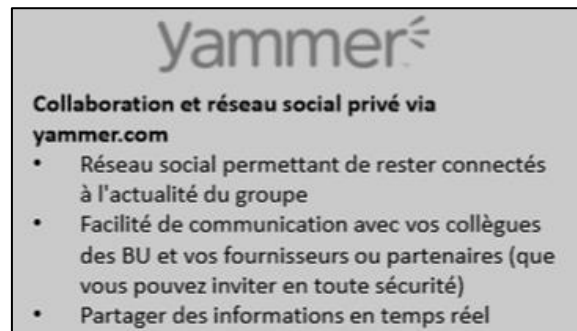 yammer
Collaboration et réseau social privé via
yammer.com
• Réseau social permettant de rester connectés
à l'actualité du groupe
• Facilité de communication avec vos collègues
des BU et vos fournisseurs ou partenaires (que
vous pouvez inviter en toute sécurité)
• Partager des informations en temps réel